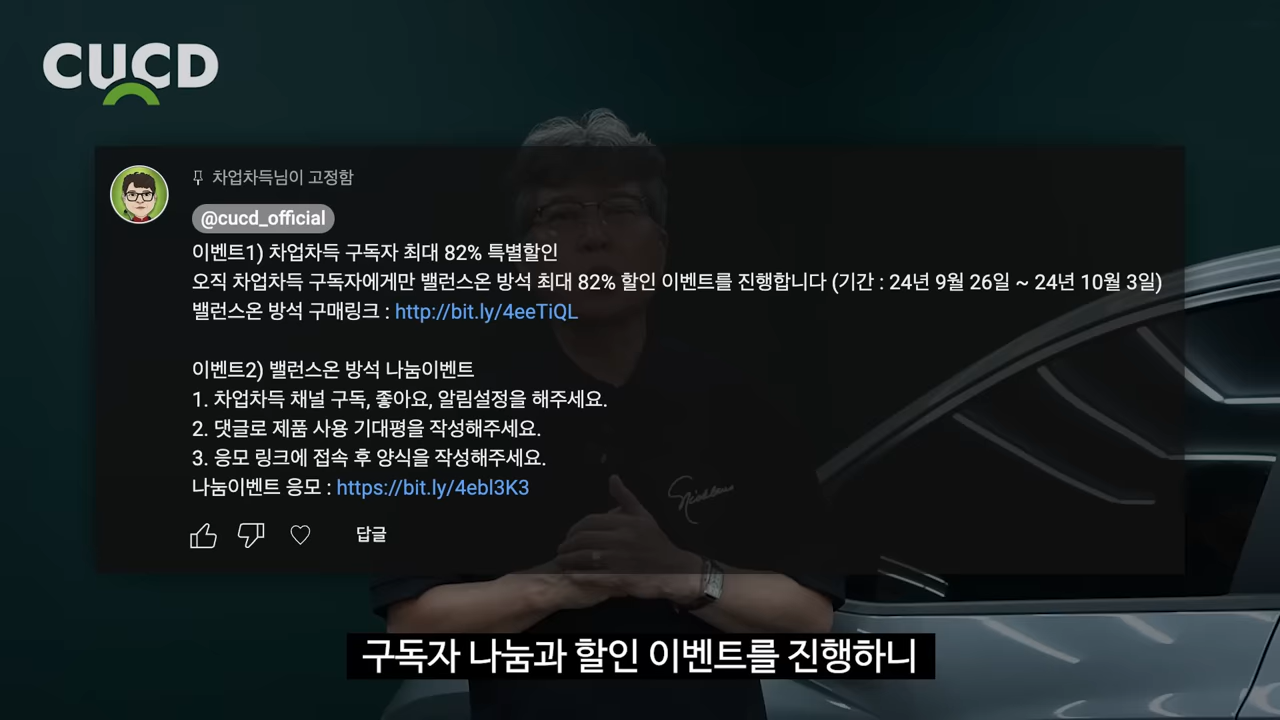 CUCD
차업차득님이 고정함
@cucd_official
이벤트1) 차업차득 구독자 최대 82% 특별할인
오직 차업차득 구독자에게만 밸런스온 방석 최대 82% 할인 이벤트를 진행합니다 (기간 : 24년 9월 26일 ~ 24년 10월 3일)
밸런스온 방석 구매링크 : http://bit.ly/4eeTiQL
이벤트2) 밸런스온 방석 나눔이벤트
1. 차업차득 채널 구독, 좋아요, 알림설정을 해주세요.
2. 댓글로 제품 사용 기대평을 작성해주세요.
3. 응모 링크에 접속 후 양식을 작성해주세요.
나눔이벤트 응모 : https://bit.ly/4ebl3K3
답글
구독자 나눔과 할인 이벤트를 진행하니